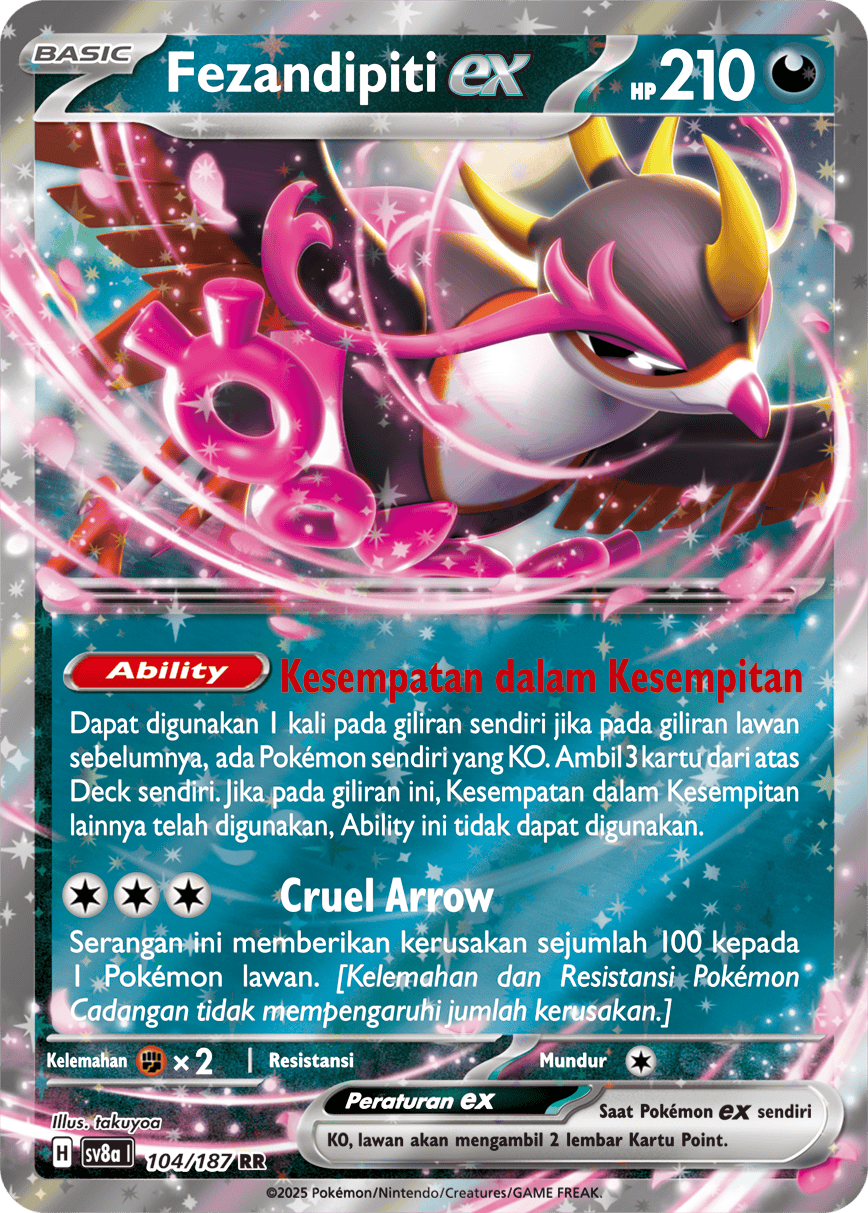 BASIC
Fezandipiti ex
HP 210
Ability Kesempatan dalam Kesempitan
Dapat digunakan 1 kali pada giliran sendiri jika pada giliran lawan
sebelumnya, ada Pokémon sendiri yang KO. Ambil 3 kartu dari atas
Deck sendiri. Jika pada giliran ini, Kesempatan dalam Kesempitan
lainnya telah digunakan, Ability ini tidak dapat digunakan.
Cruel Arrow
Serangan ini memberikan kerusakan sejumlah 100 kepada
1 Pokémon lawan. [Kelemahan dan Resistansi Pokémon
Cadangan tidak mempengaruhi jumlah kerusakan.]
Kelemahan ×2 Resistansi Mundur
Peraturan ex Saat Pokémon ex sendiri
KO, lawan akan mengambil 2 lembar Kartu Point.
Illus. takuyoa
H sv8a I 104/187 RR
©2025 Pokémon/Nintendo/Creatures/GAME FREAK.